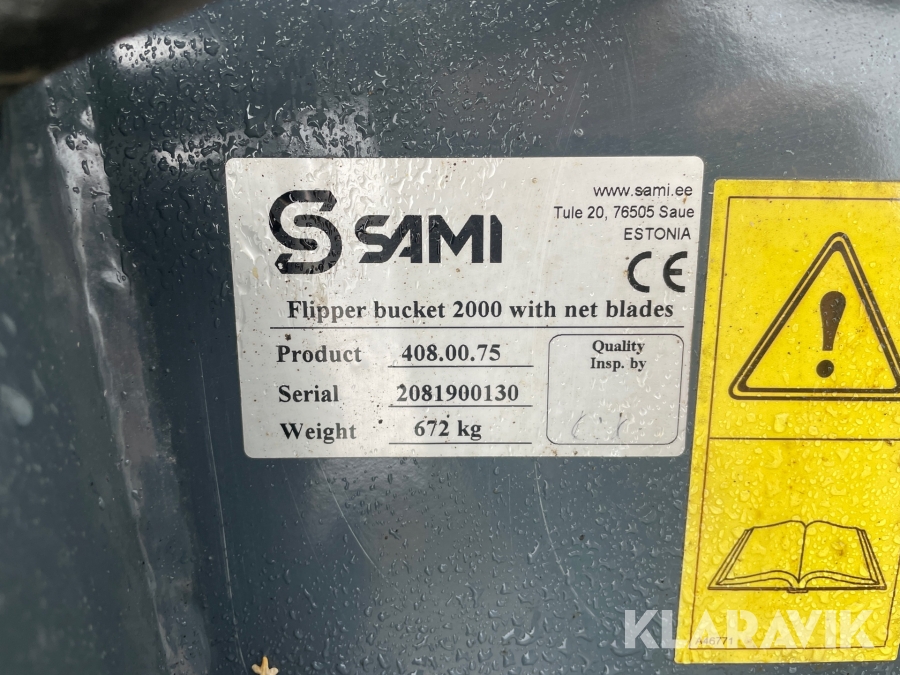 SAMI
www.sami.ee
Tule 20, 76505 Saue
ESTONIA
CE
Flipper bucket 2000 with net blades
Product 408.00.75
Serial 2081900130
Weight 672 kg
Quality
Insp. by
A46771
KLARAVIK